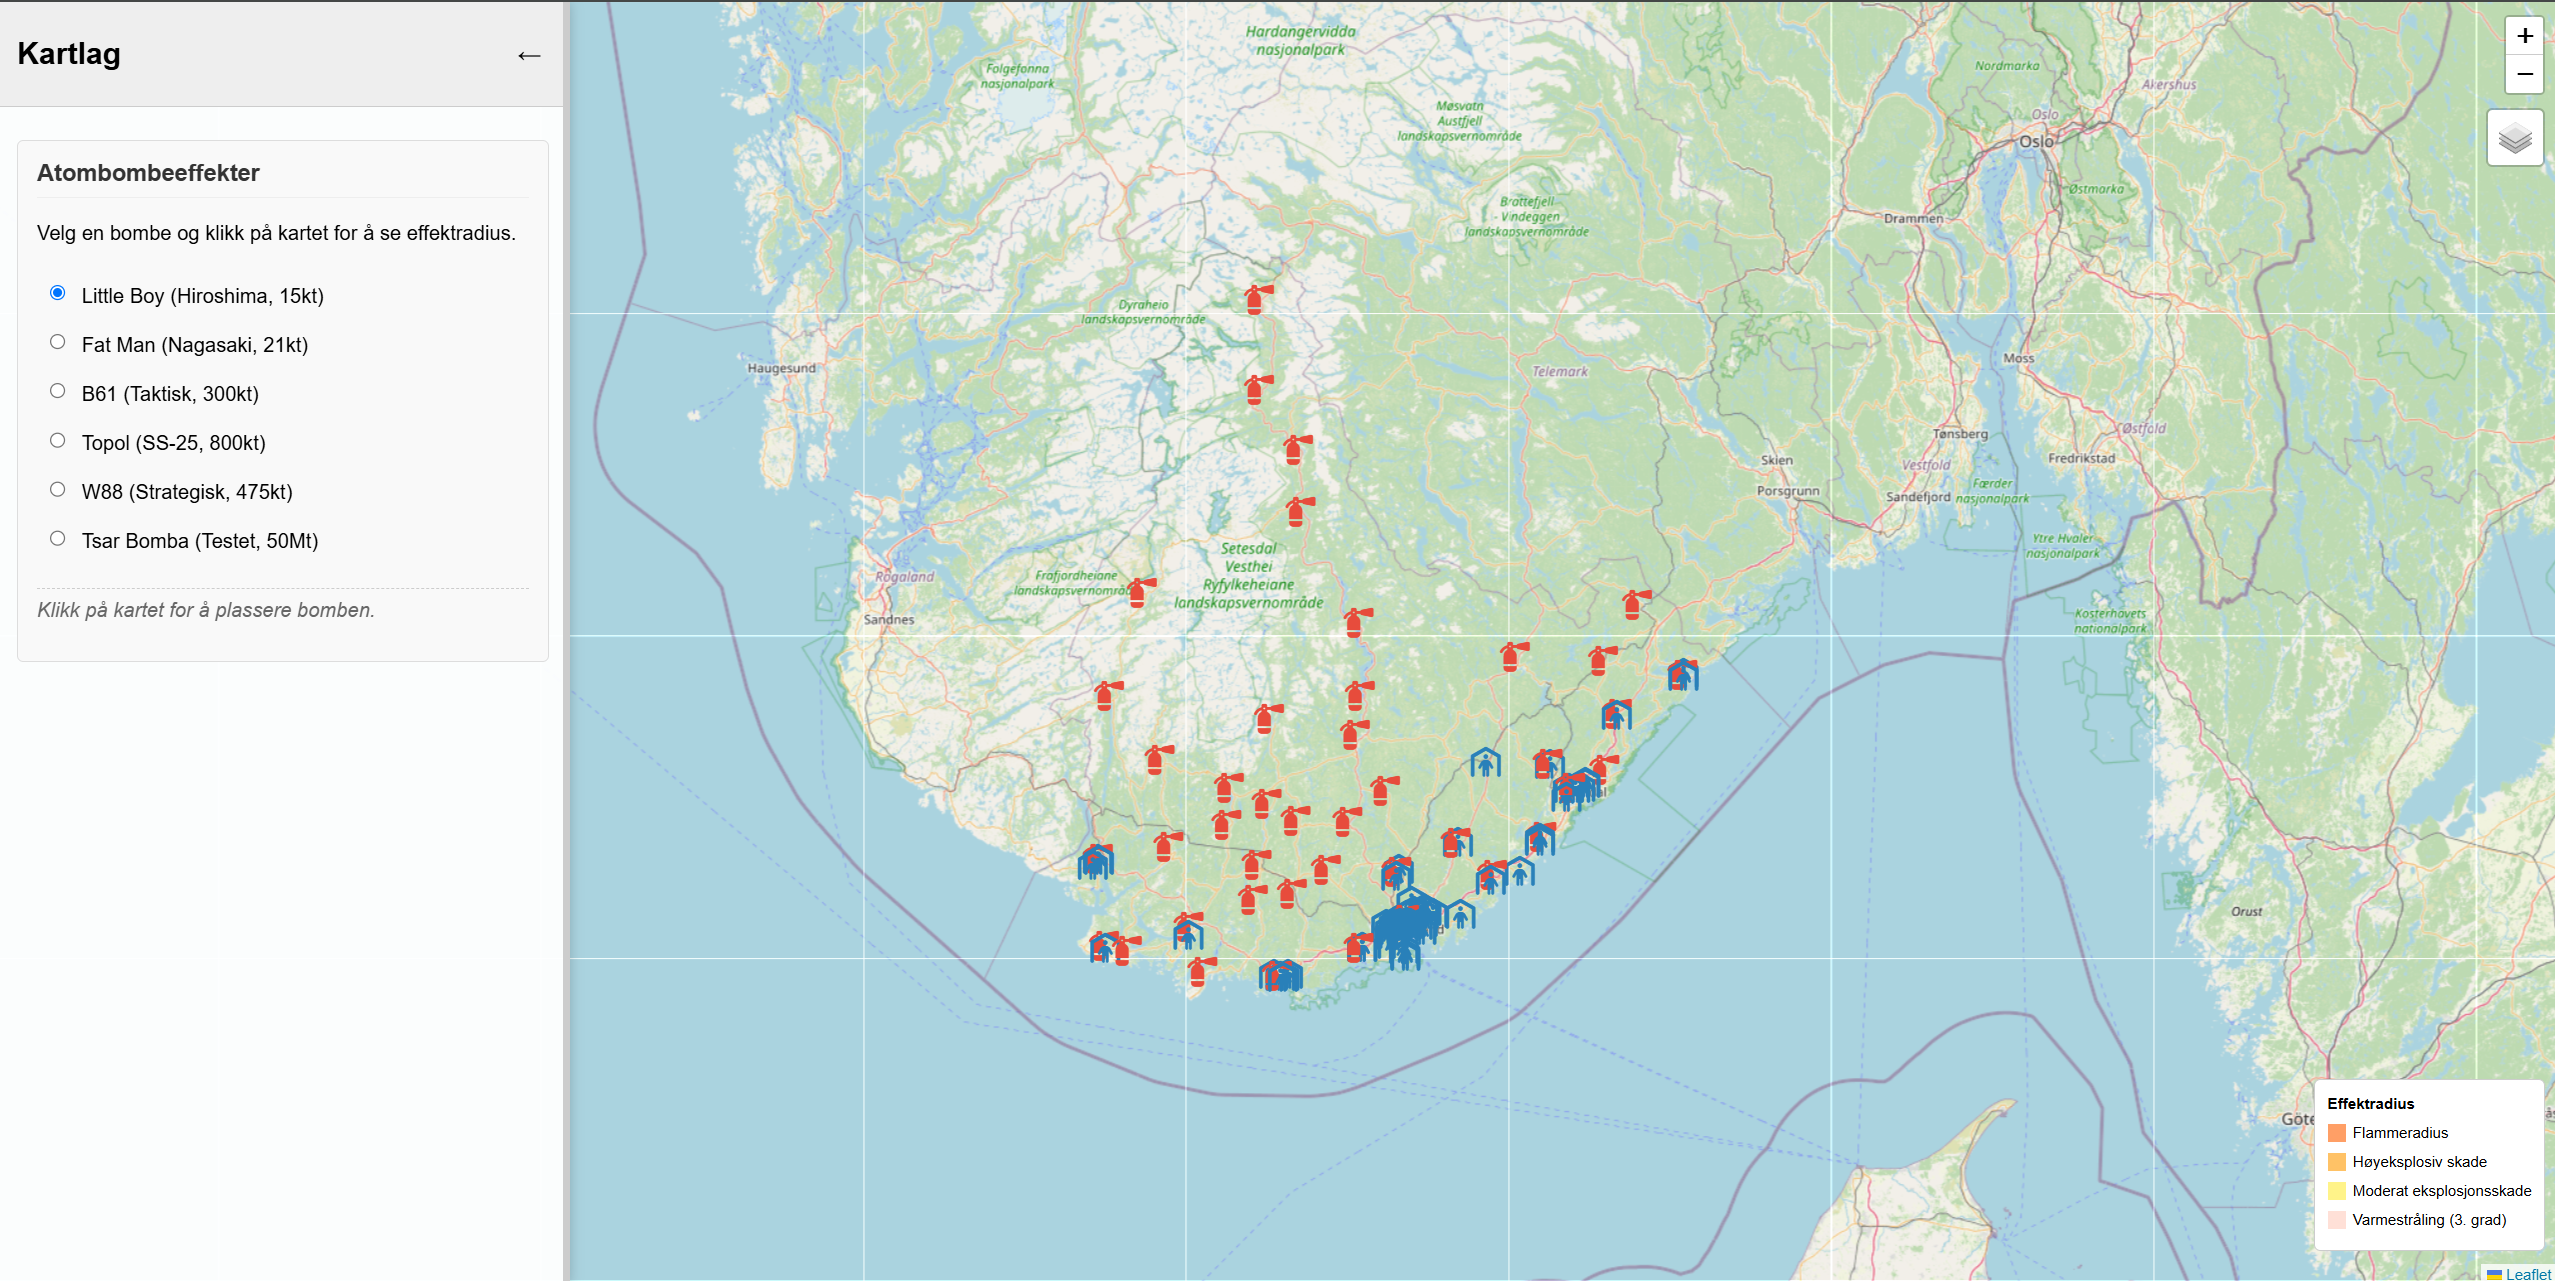 Kartlag
←
Atombombeeffekter
Velg en bombe og klikk på kartet for å se effektradius.
Little Boy (Hiroshima, 15kt)
Fat Man (Nagasaki, 21kt)
B61 (Taktisk, 300kt)
Topol (SS-25, 800kt)
W88 (Strategisk, 475kt)
Tsar Bomba (Testet, 50Mt)
Klikk på kartet for å plassere bomben.
Hardangervidda
nasjonalpark
Folgefonna
nasjonalpark
Møsvatn
Austfjell
landskapsvernområde
Nordmarka
Akershus
Oslo
Oslo
Østmarka
Drammen
Brattefjell
- Vindeggen
landskapsvernområde
Dyraheio
landskapsvernområde
Haugesund
Telemark
Moss
Tønsberg
Østfold
Fredrikstad
Skien
Vestfold
Porsgrunn
Sandefjord
Færder
nasjonalpark
Ytre Hvaler
nasjonalpark
Setesdal
Vesthei
Ryfylkeheiane
landskapsvernområde
Rogaland
Frafjordheiane
Sandnes
Kosterhavets
nationalpark
Orust
+
−
Effektradius
Flammeradius
Høyeksplosiv skade
Moderat eksplosjonsskade
Varmestråling (3. grad)
Leaflet